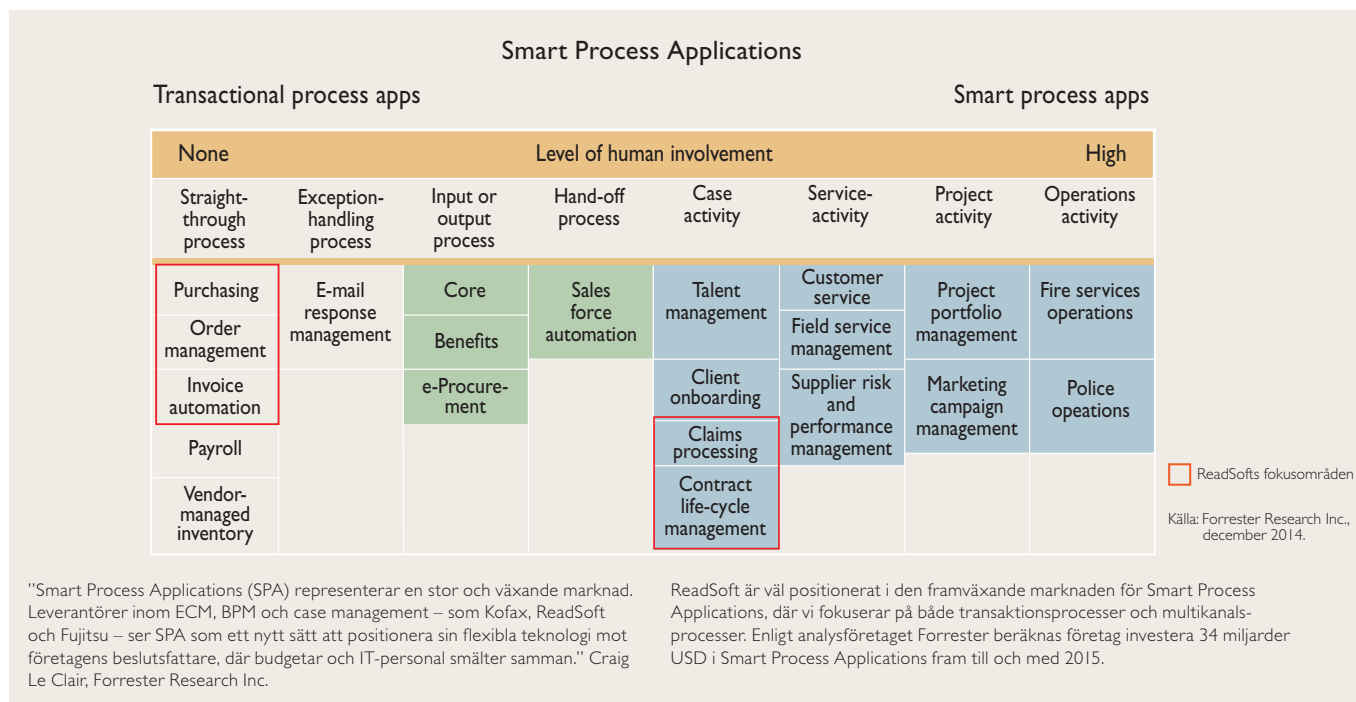 Smart Process Applications
Transactional process apps
Smart process apps
None
Level of human involvement
High
Straight-
through
process
Exception-
handling
process
Input or
output
process
Hand-off
process
Case
activity
Service-
activity
Project
activity
Operations
activity
Purchasing
Order
management
Invoice
automation
Payroll
Vendor-
managed
inventory
E-mail
response
management
Core
Benefits
e-Procure-
ment
Sales
force
automation
Talent
management
Client
onboarding
Claims
processing
Contract
life-cycle
management
Customer
service
Field service
management
Supplier risk
and
performance
management
Project
portfolio
management
Marketing
campaign
management
Fire services
operations
Police
opeations
ReadSofts fokusområden
Källa: Forrester Research Inc.,
december 2014.
”Smart Process Applications (SPA) representerar en stor och växande marknad.
Leverantörer inom ECM, BPM och case management – som Kofax, ReadSoft
och Fujitsu – ser SPA som ett nytt sätt att positionera sin flexibla teknologi mot
företagens beslutsfattare, där budgetar och IT-personal smälter samman.” Craig
Le Clair, Forrester Research Inc.
ReadSoft är väl positionerat i den framväxande marknaden för Smart Process
Applications, där vi fokuserar på både transaktionsprocesser och multikanals-
processer. Enligt analysföretaget Forrester beräknas företag investera 34 miljarder
USD i Smart Process Applications fram till och med 2015.